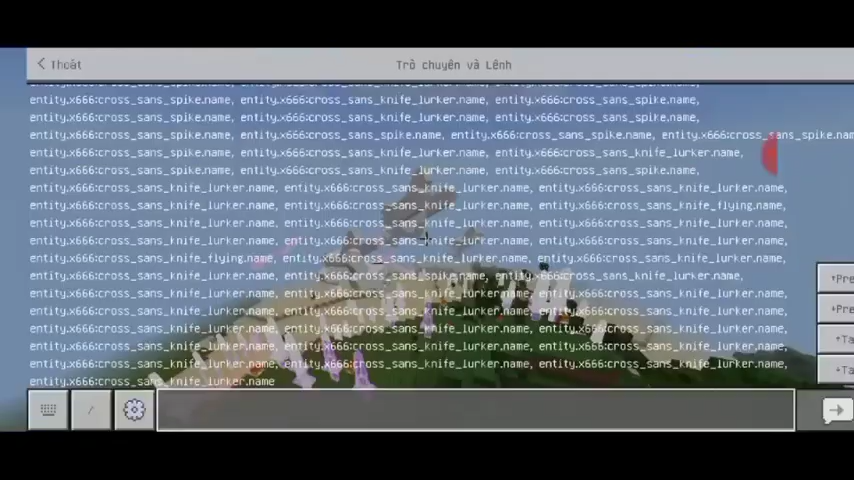 Thoát
Trò chuyện và Lệnh
entity.x666:cross_sans_spike.name, entity.x666:cross_sans_knife_lurker.name, entity.x666:cross_sans_spike.name,
entity.x666:cross_sans_knife_lurker.name, entity.x666:cross_sans_knife_lurker.name,
entity.x666:cross_sans_knife_lurker.name, entity.x666:cross_sans_spike.name,
entity.x666:cross_sans_spike.name, entity.x666:cross_sans_spike.name, entity.x666:cross_sans_spike.na
entity.x666:cross_sans_spike.name, entity.x666:cross_sans_spike.name, entity.x666:cross_sans_knife_lurker.name,
entity.x666:cross_sans_spike.name, entity.x666:cross_sans_knife_lurker.name, entity.x666:cross_sans_spike.name,
entity.x666:cross_sans_knife_lurker.name, entity.x666:cross_sans_knife_lurker.name, entity.x666:cross_sans_knife_lurker.name,
entity.x666:cross_sans_knife_lurker.name, entity.x666:cross_sans_knife_lurker.name, entity.x666:cross_sans_knife_flying.name,
entity.x666:cross_sans_knife_lurker.name, entity.x666:cross_sans_knife_lurker.name, entity.x666:cross_sans_knife_lurker.name,
entity.x666:cross_sans_knife_lurker.name, entity.x666:cross_sans_knife_lurker.name, entity.x666:cross_sans_knife_lurker.name,
entity.x666:cross_sans_knife_flying.name, entity.x666:cross_sans_knife_lurker.name, entity.x666:cross_sans_knife_lurker.name,
entity.x666:cross_sans_knife_lurker.name, entity.x666:cross_sans_spike.name, entity.x666:cross_sans_knife_lurker.name,
entity.x666:cross_sans_knife_lurker.name, entity.x666:cross_sans_knife_lurker.name, entity.x666:cross_sans_knife_lurker.name,
entity.x666:cross_sans_knife_lurker.name, entity.x666:cross_sans_knife_lurker.name, entity.x666:cross_sans_knife_lurker.name,
entity.x666:cross_sans_knife_lurker.name, entity.x666:cross_sans_knife_lurker.name, entity.x666:cross_sans_knife_lurker.name,
entity.x666:cross_sans_knife_lurker.name, entity.x666:cross_sans_knife_lurker.name, entity.x666:cross_sans_knife_lurker.name,
entity.x666:cross_sans_knife_lurker.name, entity.x666:cross_sans_knife_lurker.name, entity.x666:cross_sans_knife_lurker.name,
entity.x666:cross_sans_knife_lurker.name
↑Pre
↑Pre
↑Ta
↑Ta
/